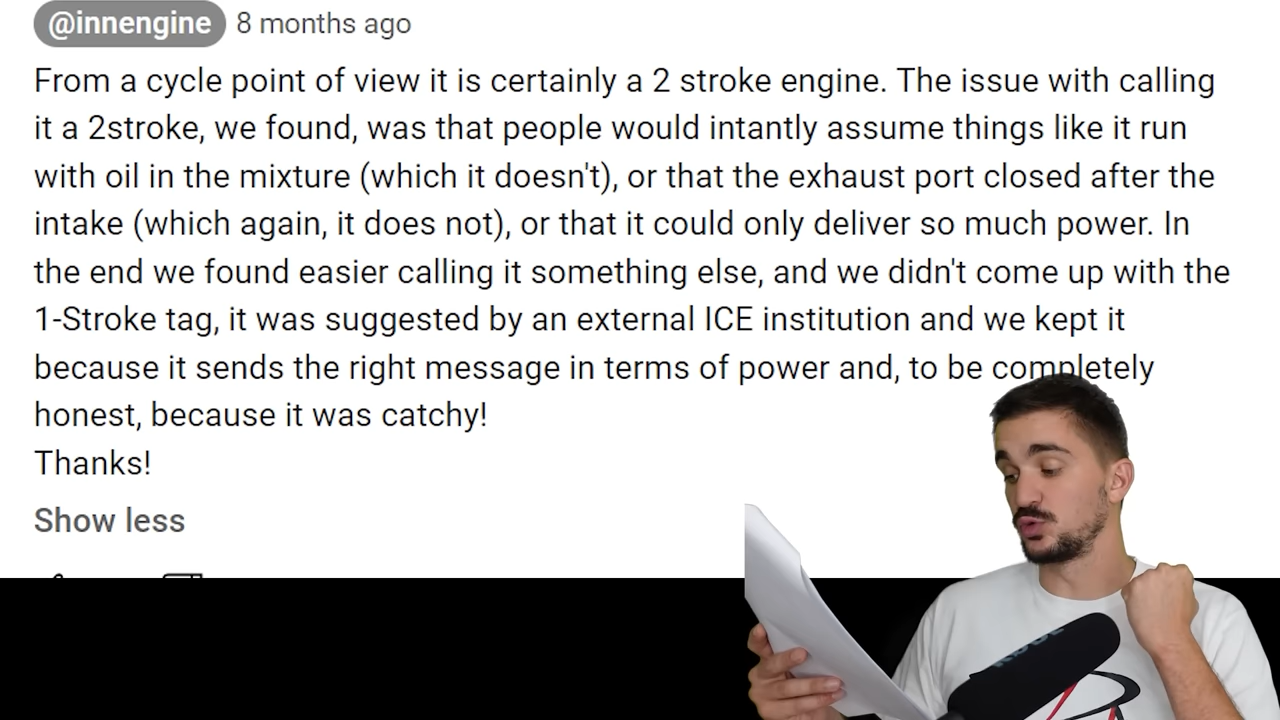 @innengine 8 months ago
From a cycle point of view it is certainly a 2 stroke engine. The issue with calling
it a 2stroke, we found, was that people would intantly assume things like it run
with oil in the mixture (which it doesn't), or that the exhaust port closed after the
intake (which again, it does not), or that it could only deliver so much power. In
the end we found easier calling it something else, and we didn't come up with the
1-Stroke tag, it was suggested by an external ICE institution and we kept it
because it sends the right message in terms of power and, to be completely
honest, because it was catchy!
Thanks!
Show less